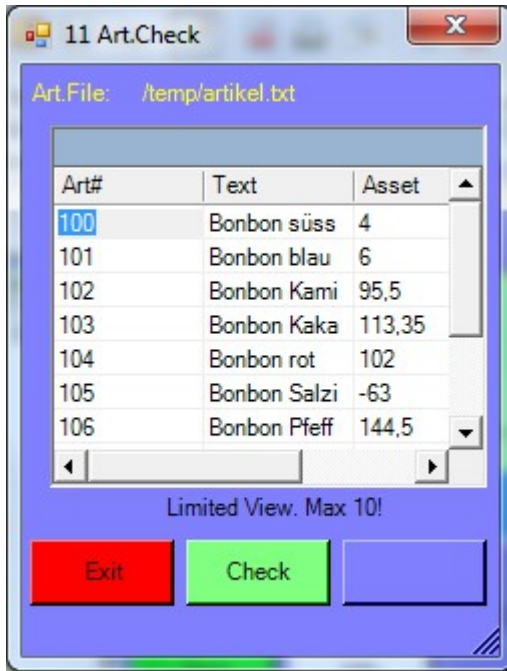 11 Art.Check
Art.File: /temp/artikel.txt
Art# Text Asset
100 Bonbon süss 4
101 Bonbon blau 6
102 Bonbon Kami 95,5
103 Bonbon Kaka 113,35
104 Bonbon rot 102
105 Bonbon Salzi -63
106 Bonbon Pfeff 144,5
Limited View. Max 10!
Exit Check